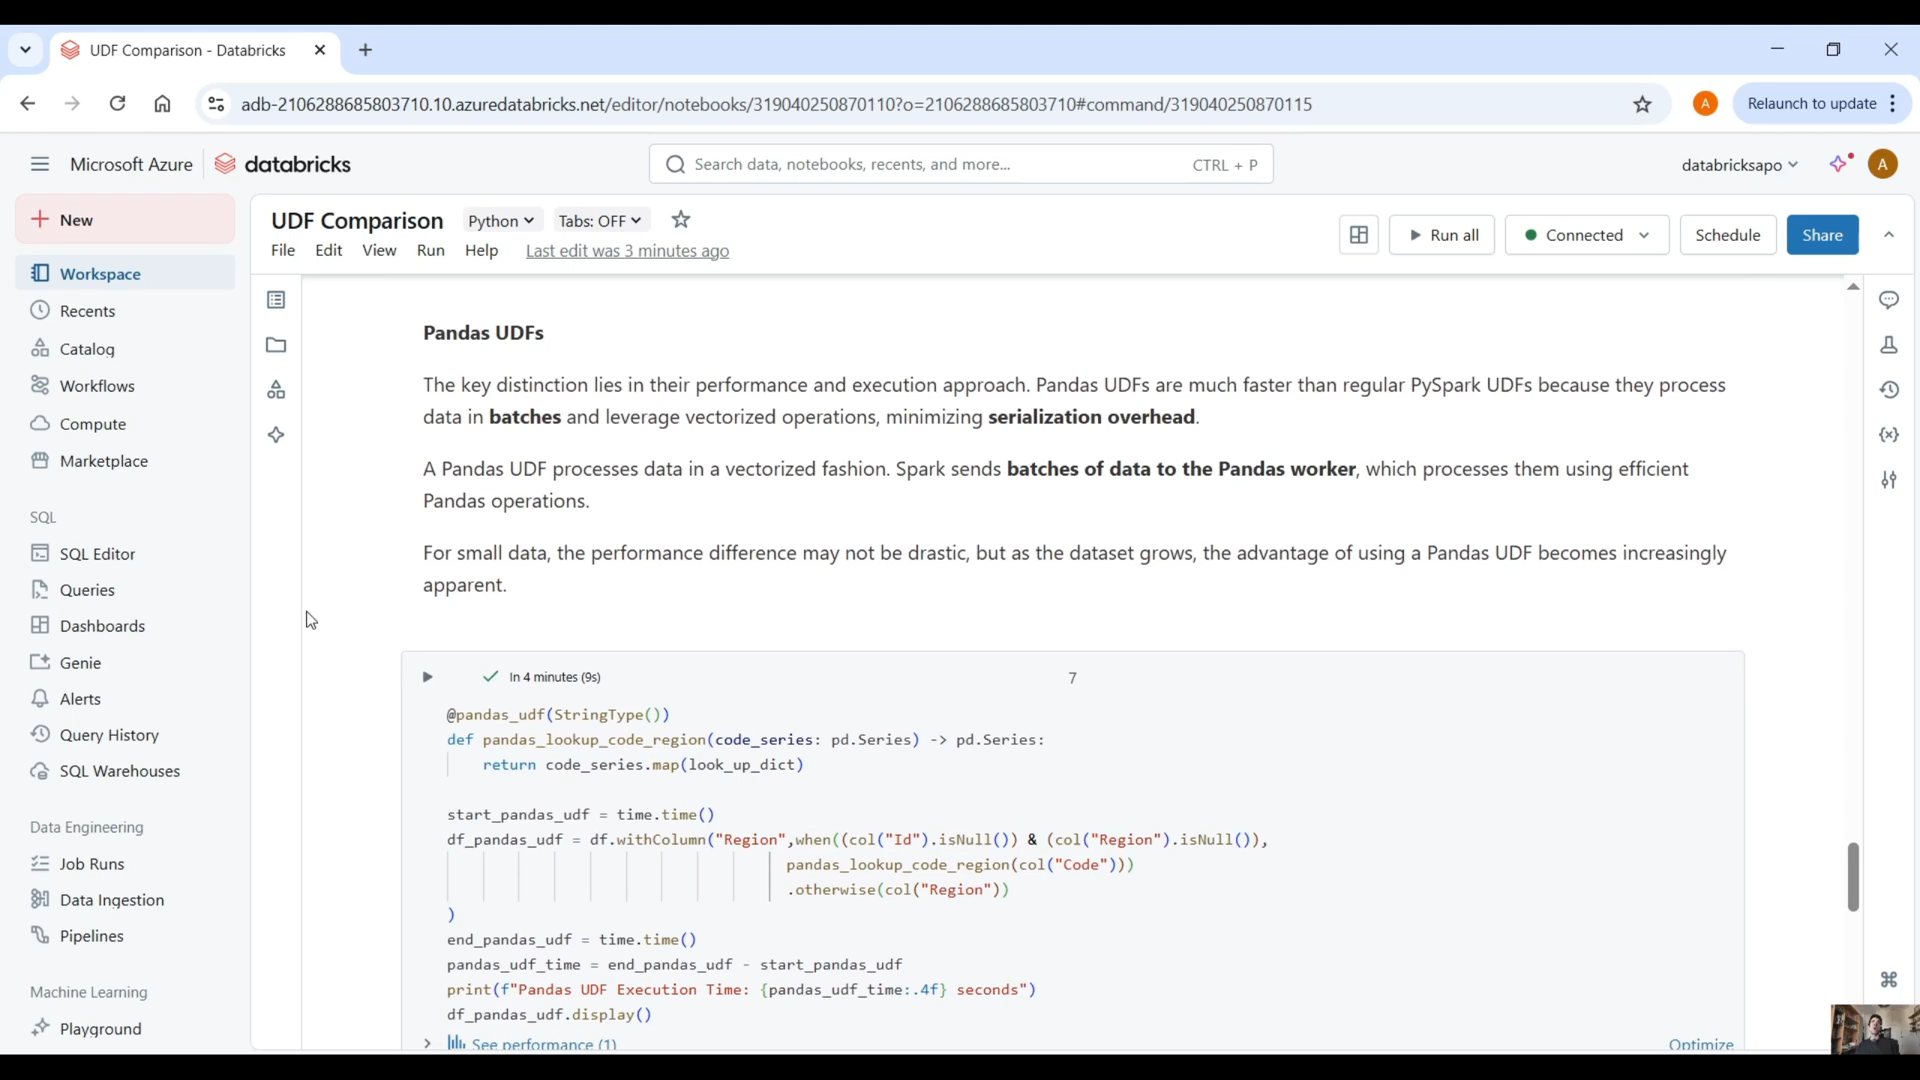 UDF Comparison - Databricks
adb-2106288685803710.10.azuredatabricks.net/editor/notebooks/319040250870110?o=2106288685803710#command/319040250870115
A
Relaunch to update
Microsoft Azure
databricks
Search data, notebooks, recents, and more...
CTRL + P
databricksapo
A
New
Workspace
Recents
Catalog
Workflows
Compute
Marketplace
SQL
SQL Editor
Queries
Dashboards
Genie
Alerts
Query History
SQL Warehouses
Data Engineering
Job Runs
Data Ingestion
Pipelines
Machine Learning
Playground
UDF Comparison
Python
Tabs: OFF
File Edit View Run Help Last edit was 3 minutes ago
Run all
Connected
Schedule
Share
Pandas UDFs
The key distinction lies in their performance and execution approach. Pandas UDFs are much faster than regular PySpark UDFs because they process
data in batches and leverage vectorized operations, minimizing serialization overhead.
A Pandas UDF processes data in a vectorized fashion. Spark sends batches of data to the Pandas worker, which processes them using efficient
Pandas operations.
For small data, the performance difference may not be drastic, but as the dataset grows, the advantage of using a Pandas UDF becomes increasingly
apparent.
In 4 minutes (9s)
7
@pandas_udf(StringType())
def pandas_lookup_code_region(code_series: pd.Series) -> pd.Series:
    return code_series.map(look_up_dict)
start_pandas_udf = time.time()
df_pandas_udf = df.withColumn("Region",when((col("Id").isNull()) & (col("Region").isNull()),
pandas_lookup_code_region(col("Code")))
.otherwise(col("Region"))
)
end_pandas_udf = time.time()
pandas_udf_time = end_pandas_udf - start_pandas_udf
print(f"Pandas UDF Execution Time: {pandas_udf_time:.4f} seconds")
df_pandas_udf.display()
See performance (1)
Optimize